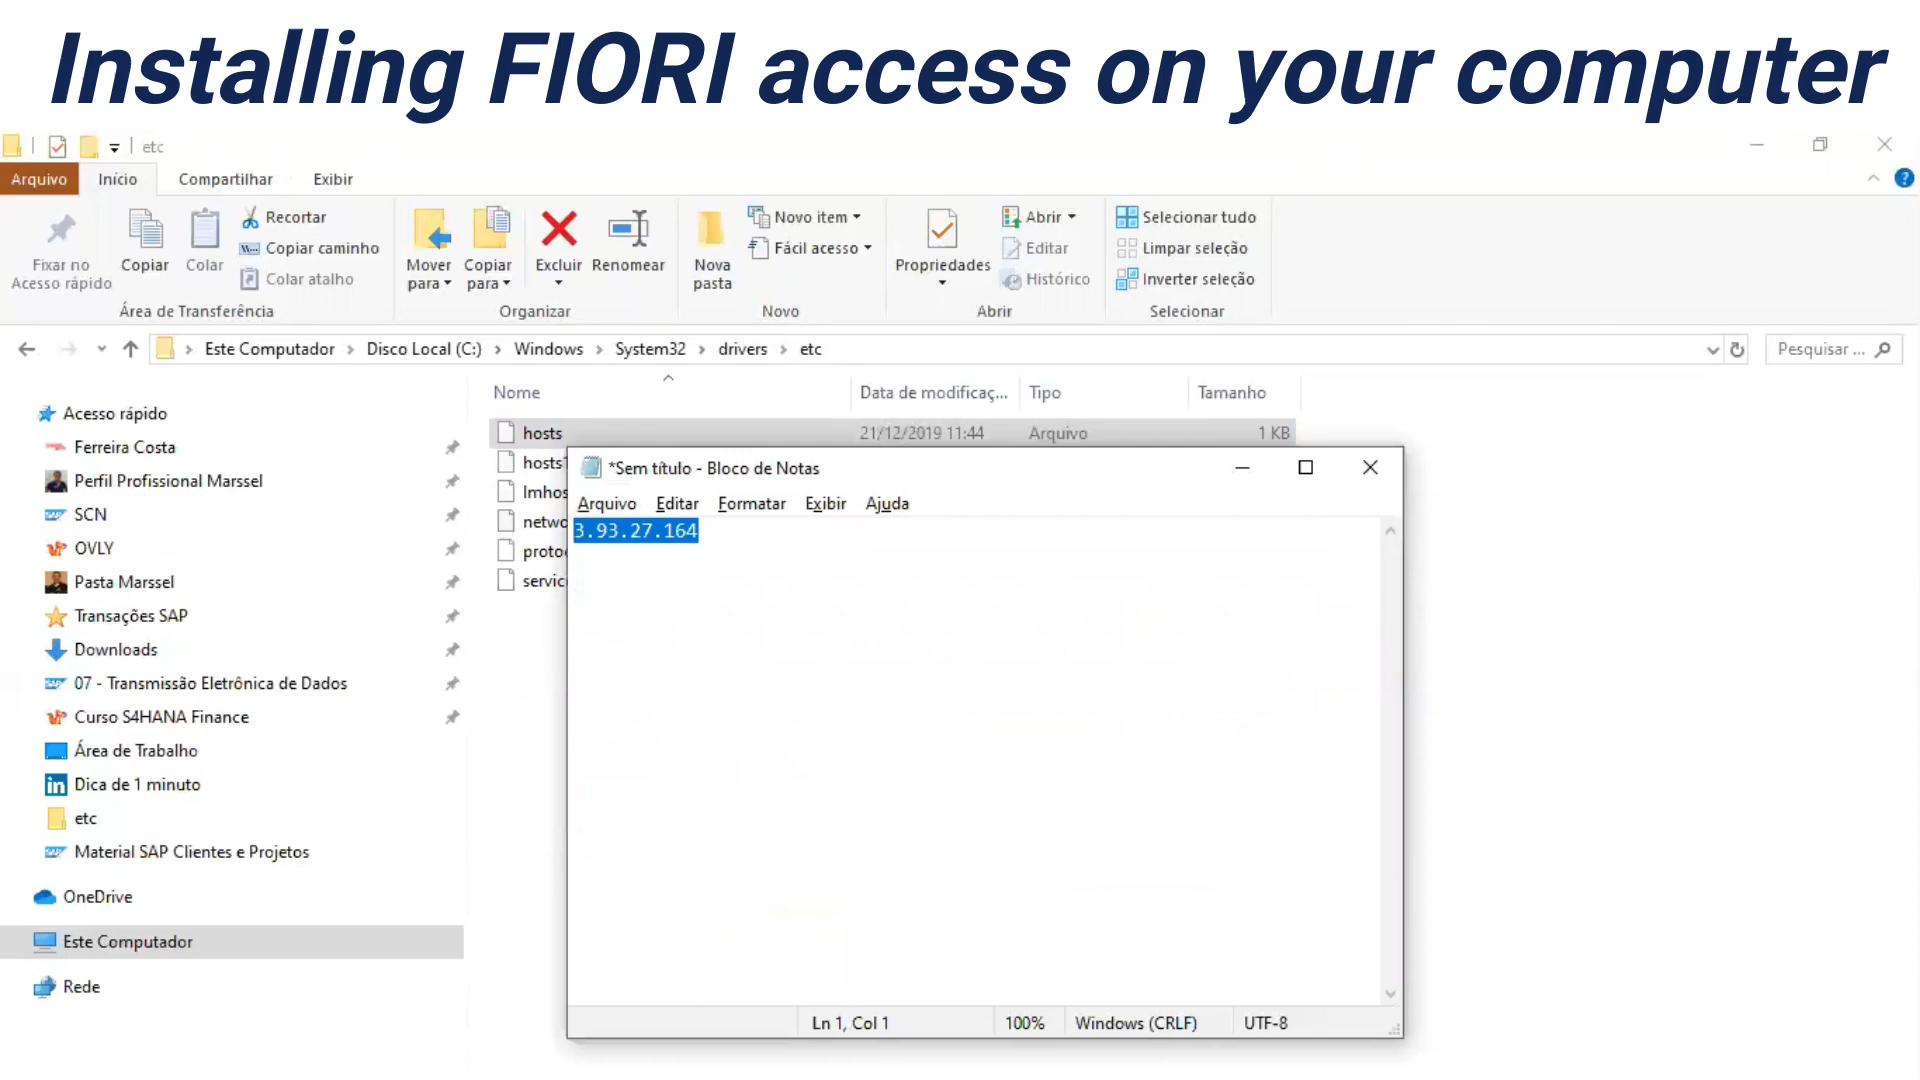 Installing FIORI access on your computer
etc
Arquivo Início Compartilhar Exibir
Fixar no Acesso rápido
Copiar
Colar
Recortar
Copiar caminho
Colar atalho
Área de Transferência
Mover para
Copiar para
Excluir
Renomear
Organizar
Nova pasta
Novo item
Fácil acesso
Novo
Propriedades
Abrir
Editar
Histórico
Abrir
Selecionar tudo
Limpar seleção
Inverter seleção
Selecionar
Este Computador > Disco Local (C:) > Windows > System32 > drivers > etc
Pesquisar ...
Nome Data de modificaç... Tipo Tamanho
Acesso rápido
Ferreira Costa
Perfil Profissional Marssel
SCN
OVLY
Pasta Marssel
Transações SAP
Downloads
07 - Transmissão Eletrônica de Dados
Curso S4HANA Finance
Área de Trabalho
Dica de 1 minuto
etc
Material SAP Clientes e Projetos
OneDrive
Este Computador
Rede
hosts 21/12/2019 11:44 Arquivo 1 KB
hosts
lmhos
netwo
proto
servic
*Sem título - Bloco de Notas
Arquivo Editar Formatar Exibir Ajuda
3.93.27.164
Ln 1, Col 1 100% Windows (CRLF) UTF-8